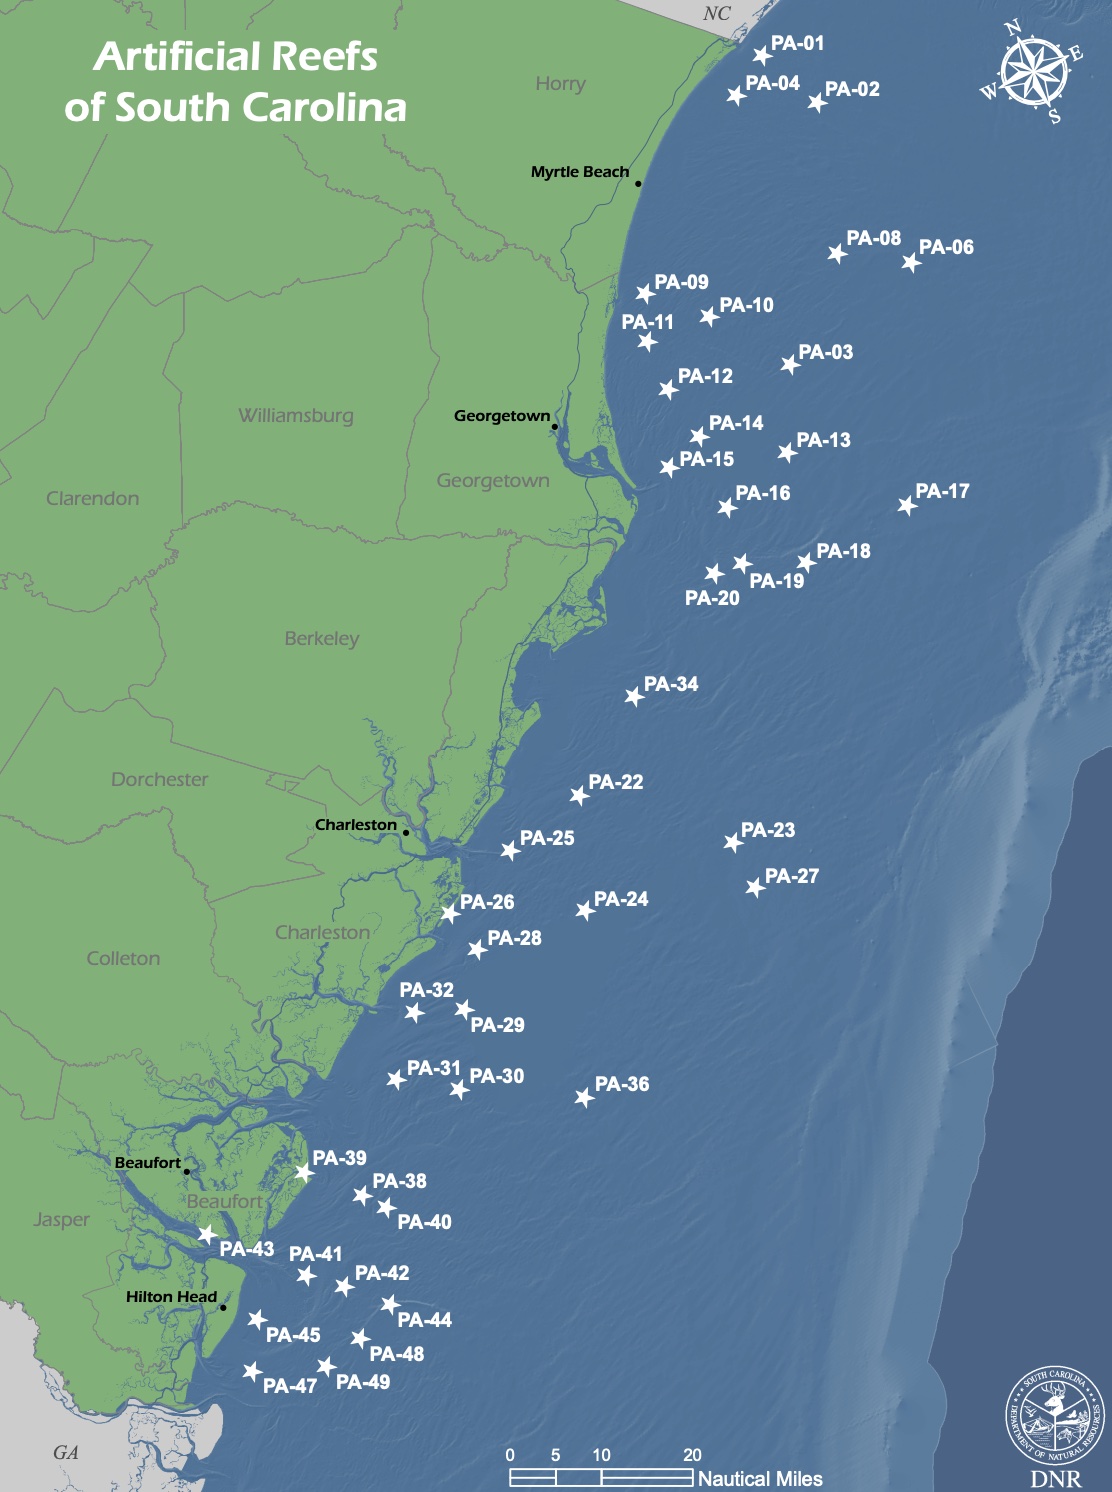 Artificial Reefs
of South Carolina
NC
N
E
W
S
PA-01
PA-04
PA-02
Horry
Myrtle Beach
PA-08
PA-06
PA-09
PA-10
PA-11
PA-03
PA-12
Williamsburg
Georgetown
PA-14
PA-13
PA-15
Georgetown
Clarendon
PA-16
PA-17
PA-18
PA-19
PA-20
Berkeley
PA-34
Dorchester
PA-22
Charleston
PA-25
PA-23
PA-27
PA-26
PA-24
Charleston
PA-28
Colleton
PA-32
PA-29
PA-31
PA-30
PA-36
Beaufort
PA-39
PA-38
Beaufort
Jasper
PA-40
PA-43
PA-41
PA-42
Hilton Head
PA-44
PA-45
PA-48
PA-47
PA-49
GA
0 5 10 20
Nautical Miles
SOUTH CAROLINA
DEPARTMENT OF NATURAL RESOURCES
DNR